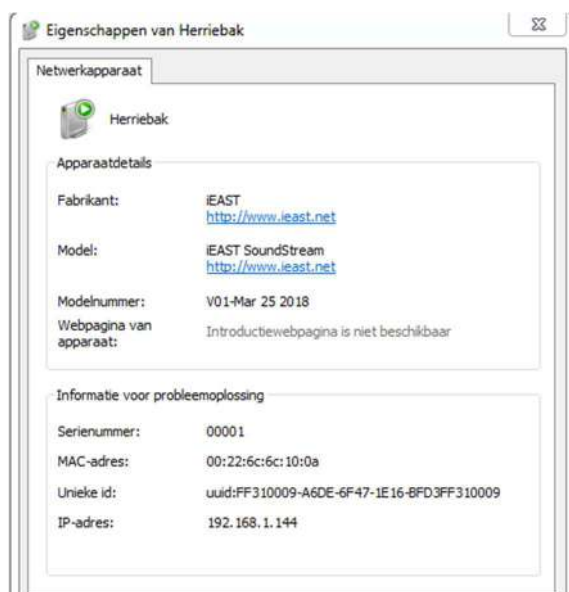 Eigenschappen van Herriebak
Netwerkapparaat
Herriebak
Apparaatdetails
Fabrikant: iEAST
http://www.ieast.net
Model: iEAST SoundStream
http://www.ieast.net
Modelnummer: V01-Mar 25 2018
Webpagina van
apparaat: Introductiewebpagina is niet beschikbaar
Informatie voor probleemoplossing
Serienummer: 00001
MAC-adres: 00:22:6c:6c:10:0a
Unieke id: uuid:FF310009-A6DE-6F47-1E16-BFD3FF310009
IP-adres: 192.168.1.144